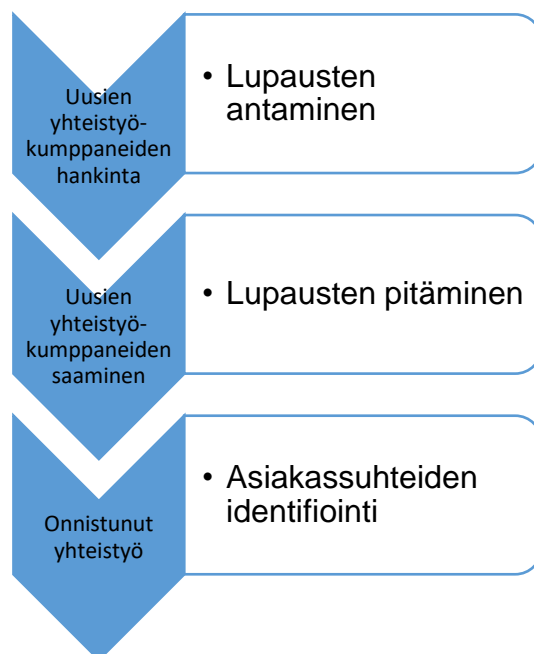 Uusien
yhteistyö-
kumppaneiden
hankinta
• Lupausten
antaminen
Uusien
yhteistyö-
kumppaneiden
saaminen
• Lupausten pitäminen
Onnistunut
yhteistyö
• Asiakassuhteiden
identifiointi